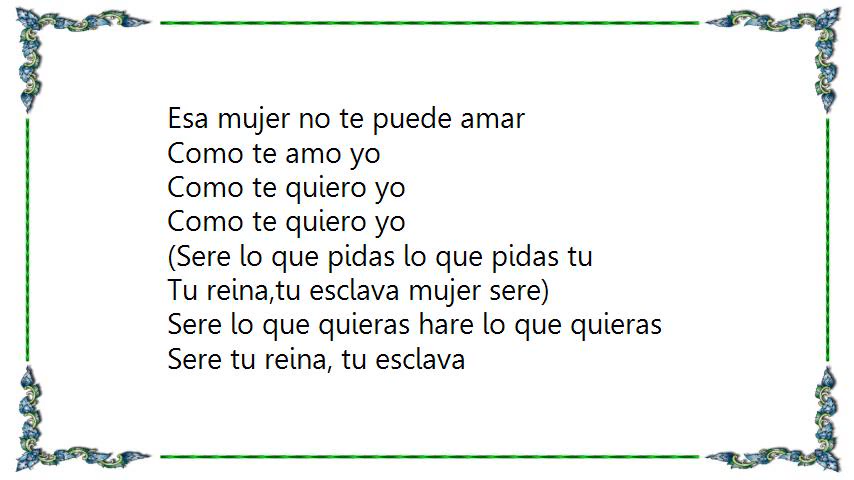 Esa mujer no te puede amar
Como te amo yo
Como te quiero yo
Como te quiero yo
(Sere lo que pidas lo que pidas tu
Tu reina,tu esclava mujer sere)
Sere lo que quieras hare lo que quieras
Sere tu reina, tu esclava